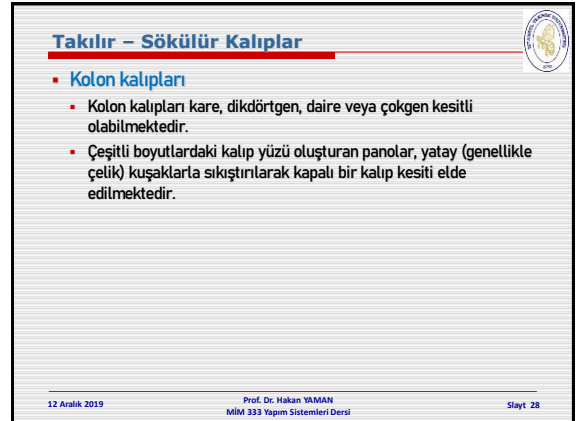 Takılır – Sökülür Kalıplar
Kolon kalıpları
Kolon kalıpları kare, dikdörtgen, daire veya çokgen kesitli
olabilmektedir.
Çeşitli boyutlardaki kalıp yüzü oluşturan panolar, yatay (genellikle
çelik) kuşaklarla sıkıştırılarak kapalı bir kalıp kesiti elde
edilmektedir.
12 Aralık 2019
Prof. Dr. Hakan YAMAN
MİM 333 Yapım Sistemleri Dersi
Slayt 28